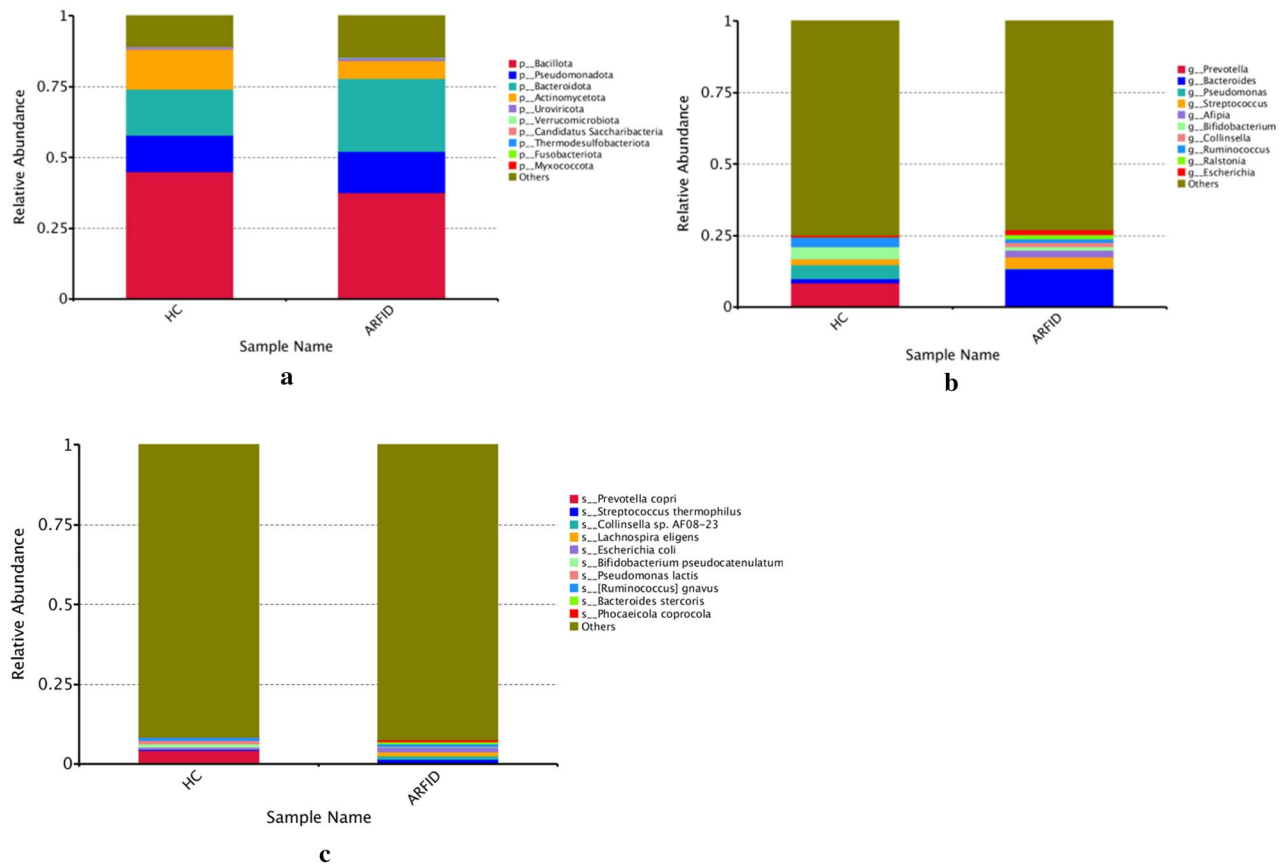 1
0.75
0.5
0.25
0
Relative Abundance
HC
ARFID
Sample Name
p__Bacillota
p__Pseudomonadota
p__Bacteroidota
p__Actinomycetota
p__Uroviricota
p__Verrucomicrobiota
p__Candidatus Saccharibacteria
p__Thermodesulfobacteriota
p__Fusobacteriota
p__Myxococcota
Others
a
1
0.75
0.5
0.25
0
Relative Abundance
HC
ARFID
Sample Name
g__Prevotella
g__Bacteroides
g__Pseudomonas
g__Streptococcus
g__Afipia
g__Bifidobacterium
g__Collinsella
g__Ruminococcus
g__Ralstonia
g__Escherichia
Others
b
1
0.75
0.5
0.25
0
Relative Abundance
HC
ARFID
Sample Name
s__Prevotella copri
s__Streptococcus thermophilus
s__Collinsella sp. AF08-23
s__Lachnospira eligens
s__Escherichia coli
s__Bifidobacterium pseudocatenulatum
s__Pseudomonas lactis
s__[Ruminococcus] gnavus
s__Bacteroides stercoris
s__Phocaeicola coprocola
Others
c